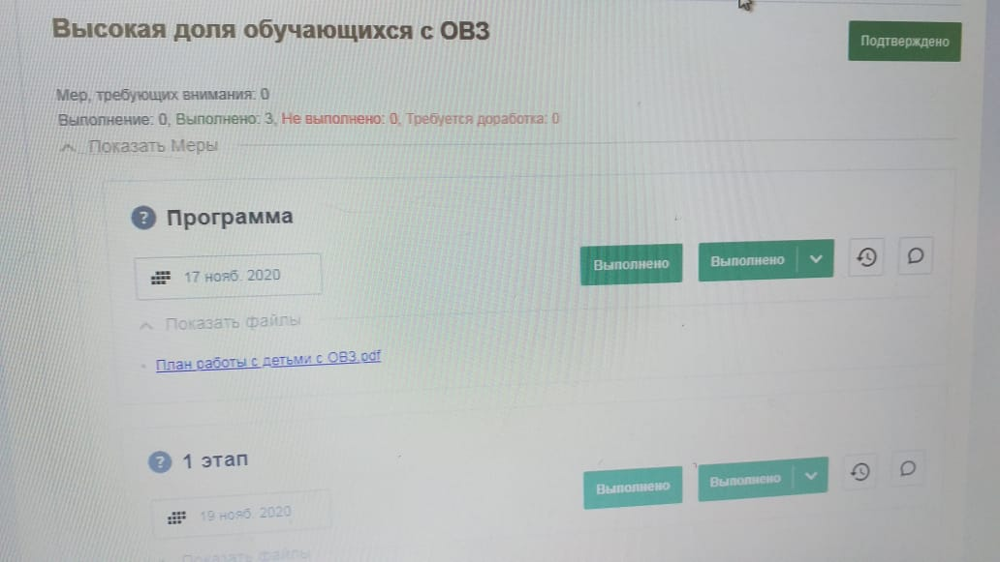 Высокая доля обучающихся с ОВЗ
Подтверждено
Мер, требующих внимания: 0
Выполнение: 0, Выполнено: 3, Не выполнено: 0, Требуется доработка: 0
Показать Меры
? Программа
17 нояб. 2020
Выполнено
Выполнено
Показать файлы
План работы с детьми с ОВЗ.pdf
? 1 этап
19 нояб. 2020
Выполнено
Выполнено
Показать файлы